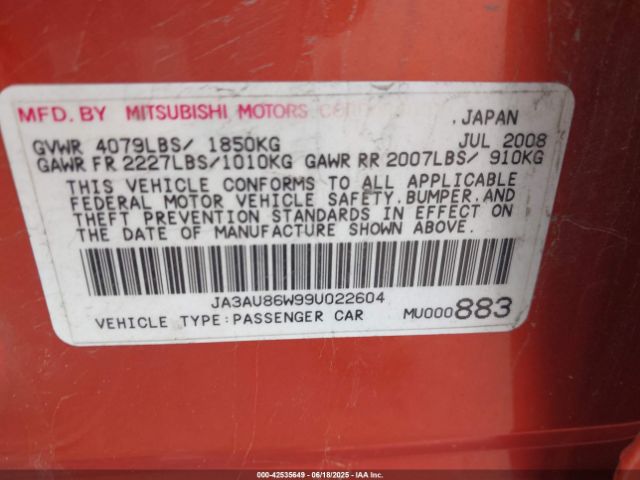 MFD. BY MITSUBISHI MOTORS JAPAN
GVWR 4079LBS/ 1850KG JUL 2008
GAWR FR 2227LBS/1010KG GAWR RR 2007LBS/ 910KG
THIS VEHICLE CONFORMS TO ALL APPLICABLE
FEDERAL MOTOR VEHICLE SAFETY, BUMPER, AND
THEFT PREVENTION STANDARDS IN EFFECT ON
THE DATE OF MANUFACTURE SHOWN ABOVE.
JA3AU86W99U022604
VEHICLE TYPE:PASSENGER CAR MU000883
000-42535649 - 06/18/2025 - IAA Inc.